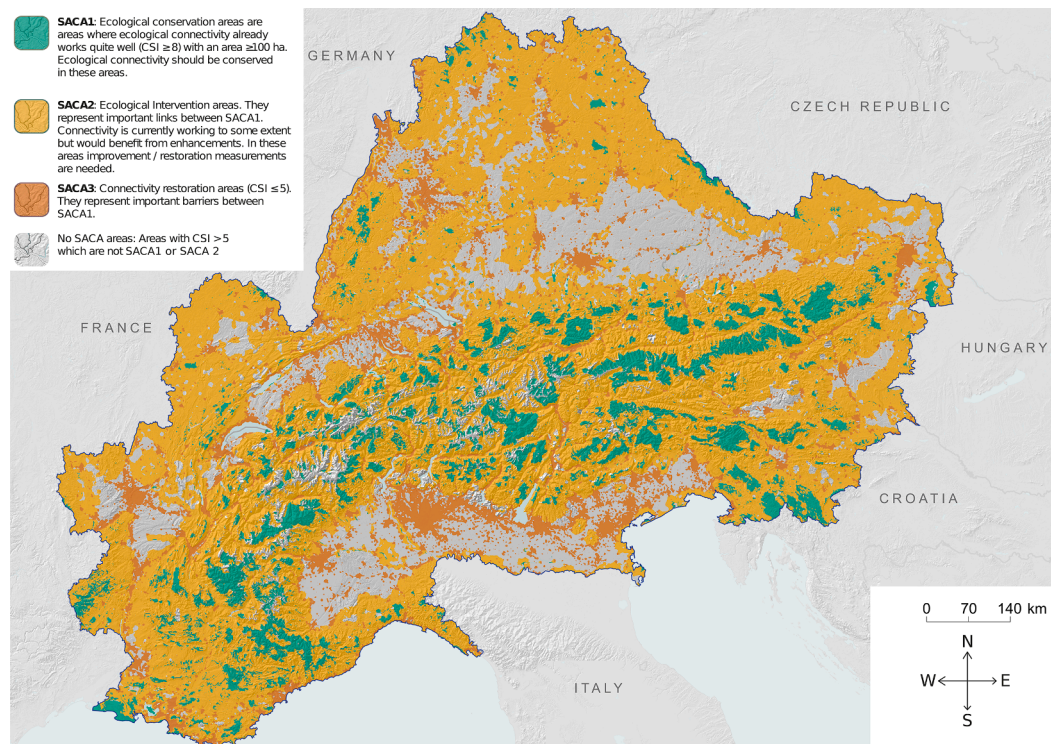 SACA1: Ecological conservation areas are
areas where ecological connectivity already
works quite well (CSI ≥ 8) with an area ≥100 ha.
Ecological connectivity should be conserved
in these areas.
SACA2: Ecological Intervention areas. They
represent important links between SACA1.
Connectivity is currently working to some extent
but would benefit from enhancements. In these
areas improvement / restoration measurements
are needed.
SACA3: Connectivity restoration areas (CSI ≤ 5).
They represent important barriers between
SACA1.
No SACA areas: Areas with CSI > 5
which are not SACA1 or SACA 2
GERMANY
CZECH REPUBLIC
FRANCE
HUNGARY
CROATIA
ITALY
0 70 140 km
N
W E
S